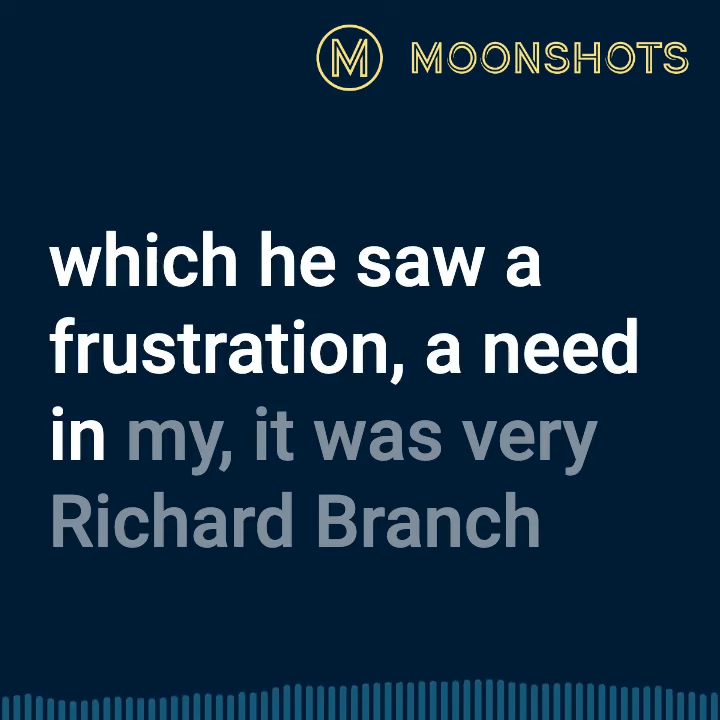 M MOONSHOTS
which he saw a
frustration, a need
in my, it was very
Richard Branch